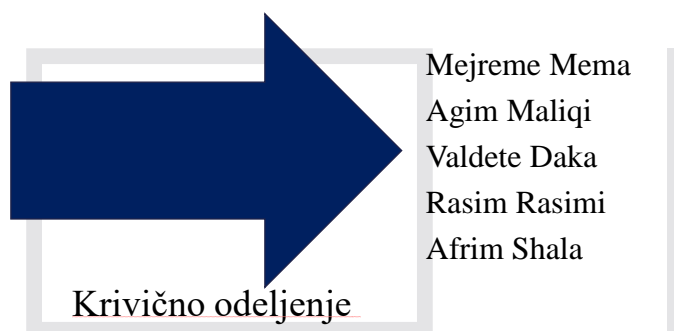 Mejreme Mema
Agim Maliqi
Valdete Daka
Rasim Rasimi
Afrim Shala
Krivično odeljenje